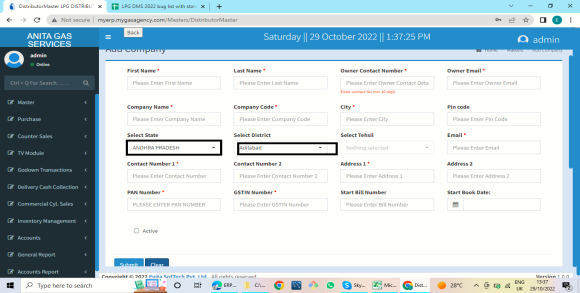 DistributorMaster LPG DISTRIBU
LPG DMS 2022 bug list with stat
Not secure | myerp.mygasagency.com/Masters/DistributorMaster
Back
ANITA GAS SERVICES
Saturday || 29 October 2022 || 1:37:25 PM
admin
admin
Online
Ctrl + Q For Search........
Master
Purchase
Counter Sales
TV Module
Godown Transactions
Delivery Cash Collection
Commercial Cyl. Sales
Inventory Management
Accounts
General Report
Accounts Report
Add Company
First Name *
Last Name *
Owner Contact Number *
Owner Email *
Please Enter First Name
Please Enter Last Name
Please Enter Owner Contact Deta
Please Enter Owner Email
Company Name *
Company Code *
City *
Pin code
Please Enter Company Name
Please Enter Company Code
Please Enter City
Please Enter Pin Code
Select State
Select District
Select Tehsil
Email *
ANDHRA PRADESH
Adilabad
Nothing selected
Please Enter Email
Contact Number 1 *
Contact Number 2
Address 1 *
Address 2
Please Enter Contact Number
Please Enter Contact Number 2
Please Enter Address 1
Please Enter Address 2
PAN Number *
GSTIN Number *
Start Bill Number
Start Book Date:
PLEASE ENTER PAN NUMBER
Please Enter GSTIN Number
Please Enter Bill Number
Active
Submit
Clear
Copyright © 2022 Evita SofTech Pvt. Ltd. All rights reserved.
Version 1.0.0
Type here to search
ERP...
C:\...
Sky...
Mic...
Dist...
28°C
ENG
UK
13:37
29/10/2022